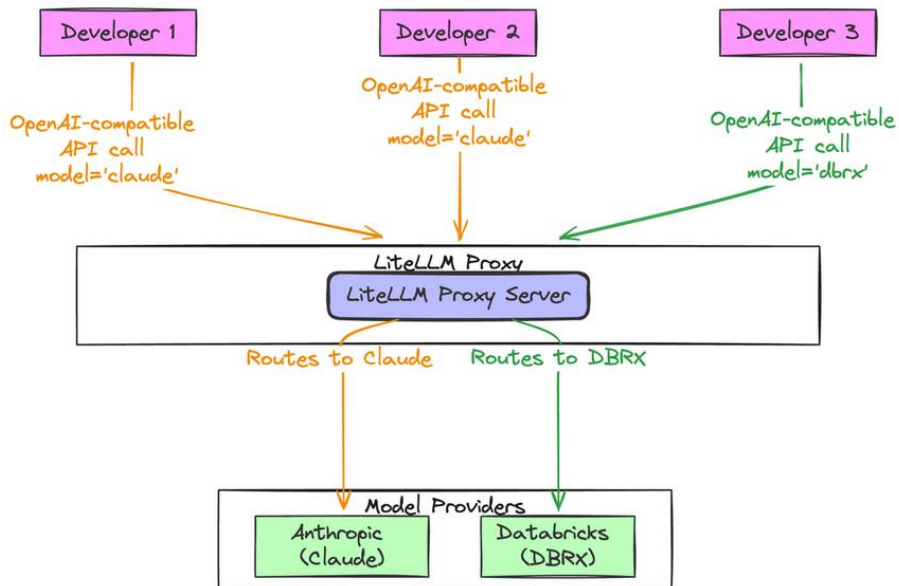 Developer 1
Developer 2
Developer 3
OpenAI-compatible
API call
model='claude'
OpenAI-compatible
API call
model='claude'
OpenAI-compatible
API call
model='dbrx'
LiteLLM Proxy
LiteLLM Proxy Server
Routes to Claude
Routes to DBRX
Model Providers
Anthropic
(Claude)
Databricks
(DBRX)